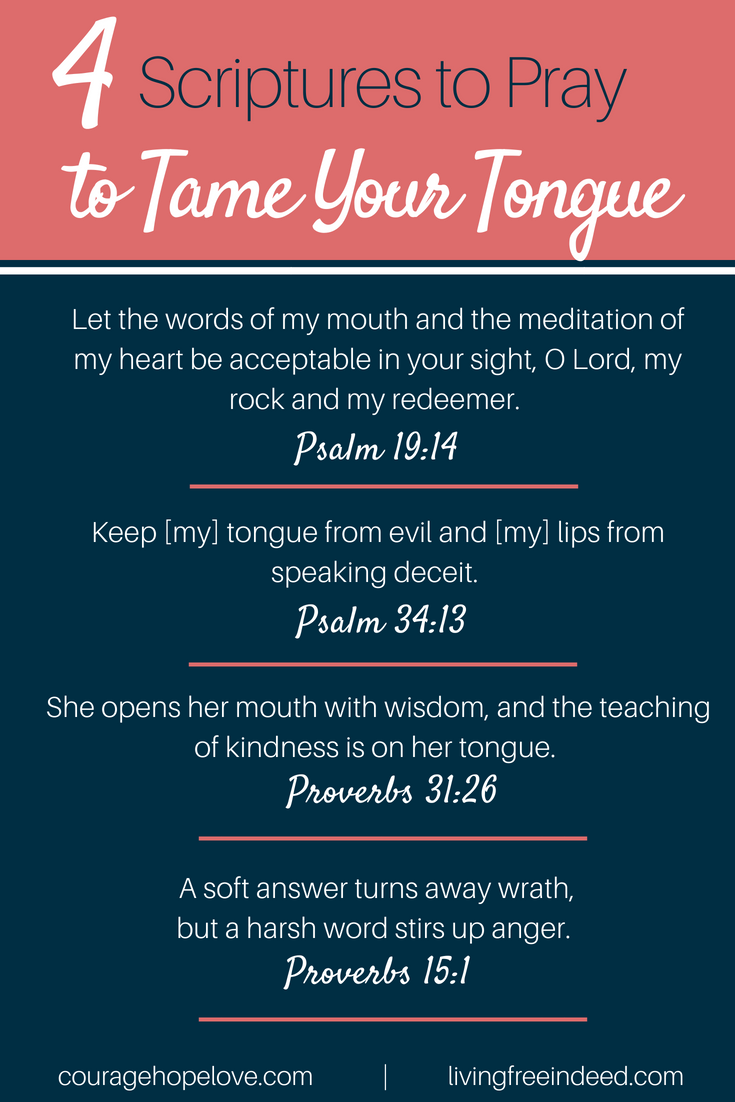 4 Scriptures to Pray
to Tame Your Tongue
Let the words of my mouth and the meditation of
my heart be acceptable in your sight, O Lord, my
rock and my redeemer.
Psalm 19:14
Keep [my] tongue from evil and [my] lips from
speaking deceit.
Psalm 34:13
She opens her mouth with wisdom, and the teaching
of kindness is on her tongue.
Proverbs 31:26
A soft answer turns away wrath,
but a harsh word stirs up anger.
Proverbs 15:1
couragehopelove.com | livingfreeindeed.com